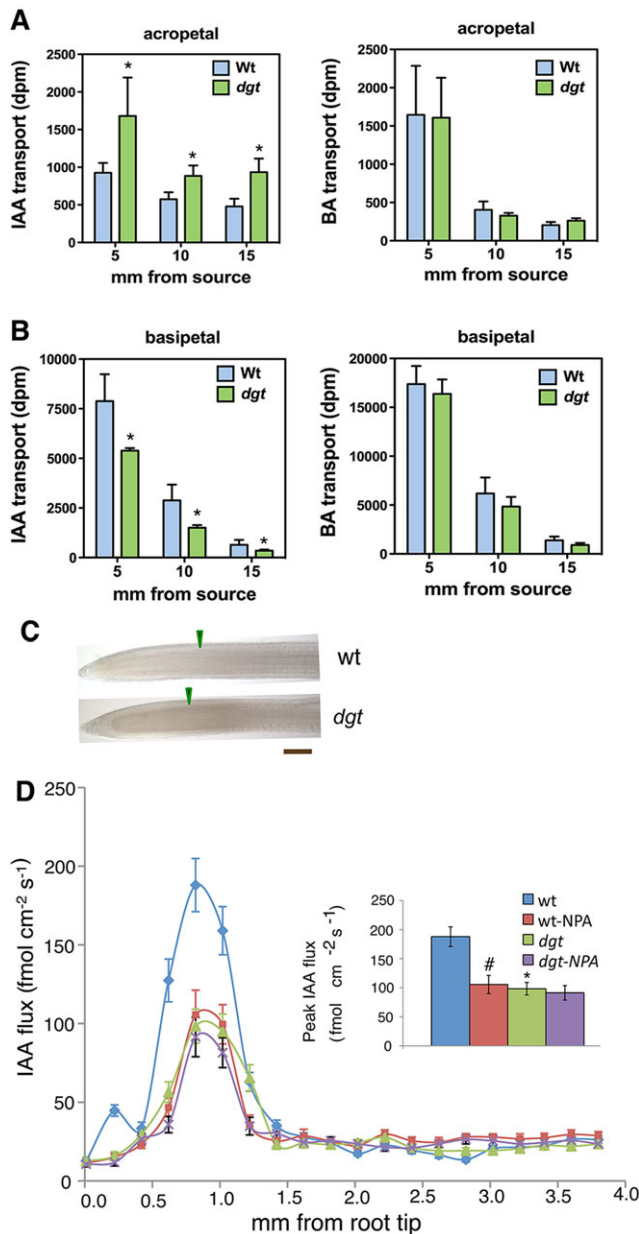 A
acropetal
IAA transport (dpm)
2500
2000
1500
1000
500
0
Wt
dgt
*
*
*
5 10 15
mm from source
acropetal
BA transport (dpm)
2500
2000
1500
1000
500
0
Wt
dgt
5 10 15
mm from source
B
basipetal
IAA transport (dpm)
10000
7500
5000
2500
0
Wt
dgt
*
*
*
5 10 15
mm from source
basipetal
BA transport (dpm)
20000
15000
10000
5000
0
Wt
dgt
5 10 15
mm from source
C
wt
dgt
D
IAA flux (fmol cm-2 s-1)
250
200
150
100
50
0
0.0 0.5 1.0 1.5 2.0 2.5 3.0 3.5 4.0
mm from root tip
Peak IAA flux
(fmol cm -2 s-1)
250
200
150
100
50
0
#
*
wt
wt-NPA
dgt
dgt-NPA